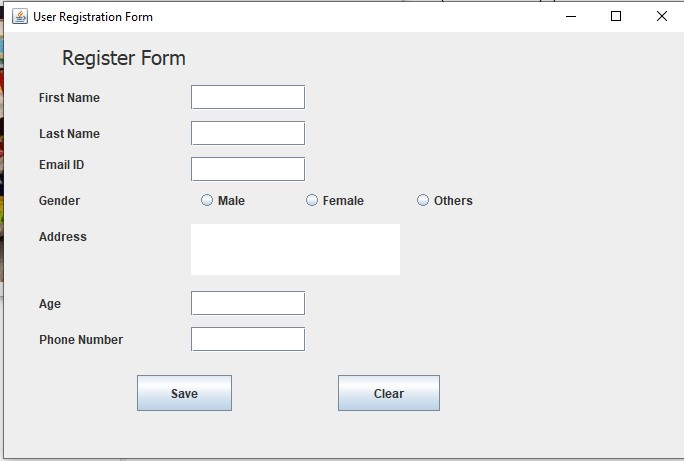 User Registration Form
Register Form
First Name
Last Name
Email ID
Gender Male Female Others
Address
Age
Phone Number
Save Clear